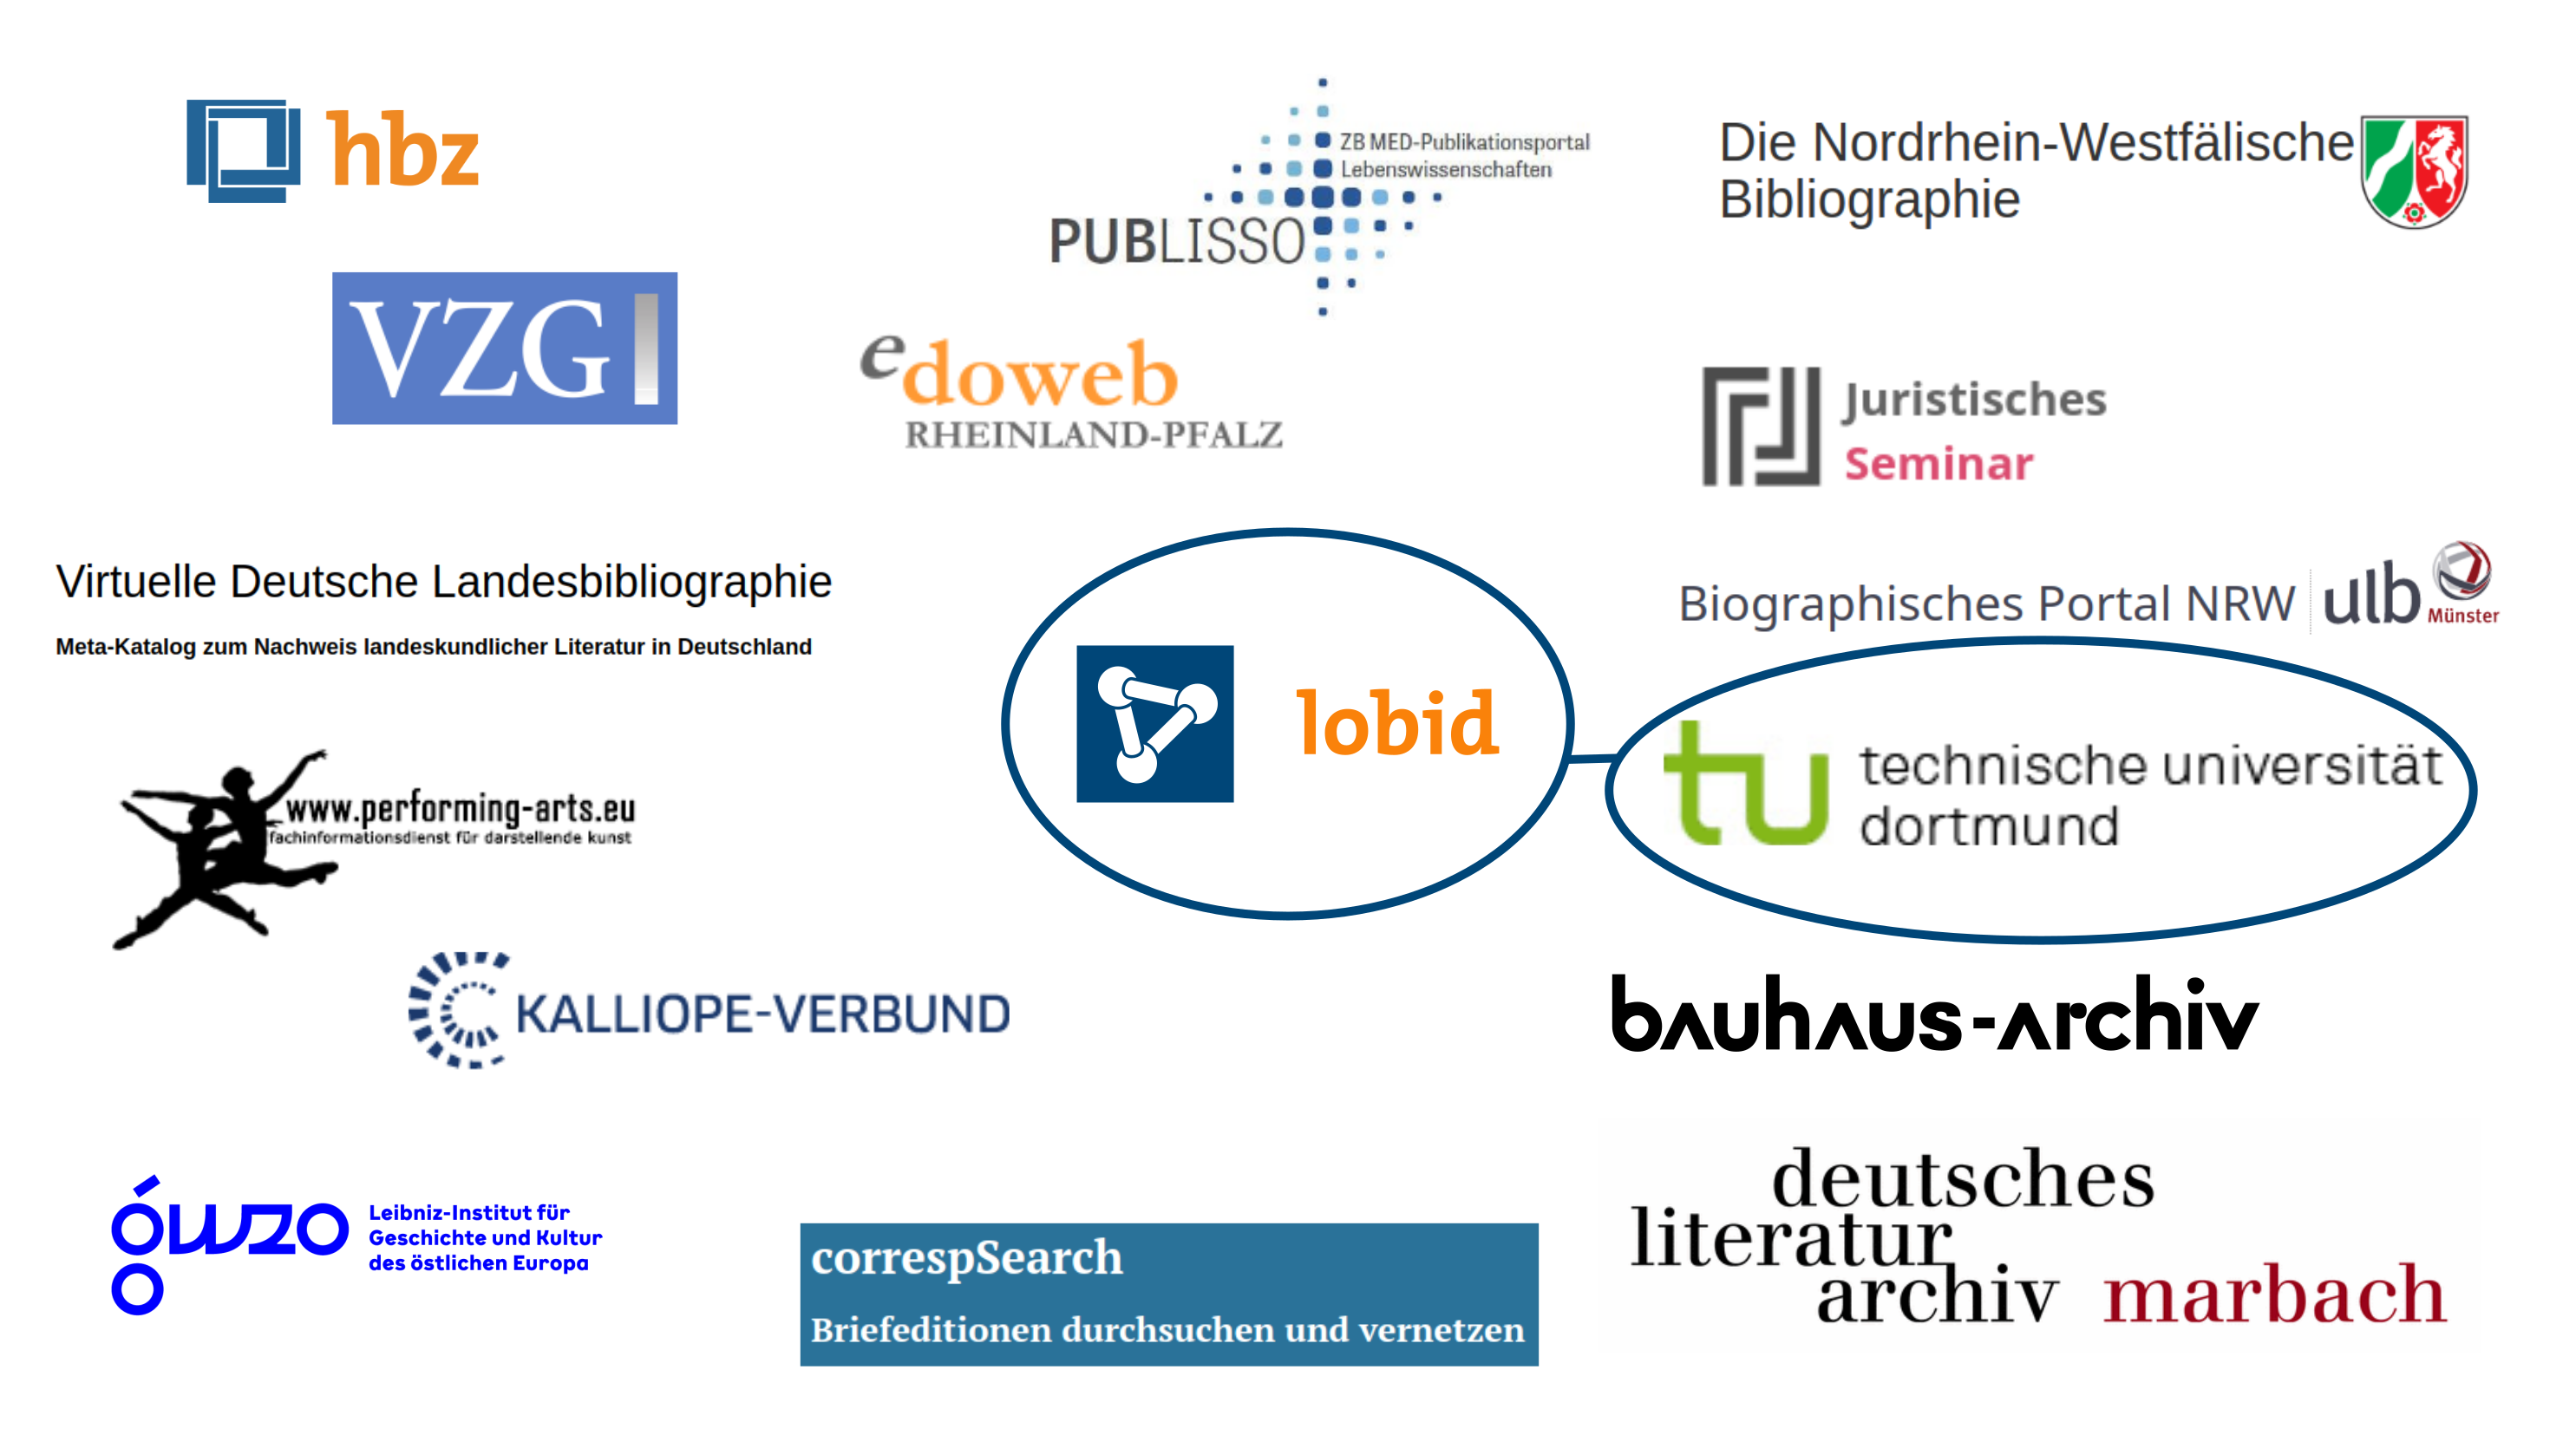 hbz
ZB MED-Publikationsportal
Lebenswissenschaften
PUBLISSO
Die Nordrhein-Westfälische
Bibliographie
VZG
edoweb
RHEINLAND-PFALZ
Juristisches
Seminar
Virtuelle Deutsche Landesbibliographie
Meta-Katalog zum Nachweis landeskundlicher Literatur in Deutschland
Biographisches Portal NRW
ulb
Münster
lobid
tu
technische universität
dortmund
www.performing-arts.eu
fachinformationsdienst für darstellende kunst
KALLIOPE-VERBUND
bauhaus-archiv
Leibniz-Institut für
Geschichte und Kultur
des östlichen Europa
correspSearch
Briefeditionen durchsuchen und vernetzen
deutsches
literatur
archiv marbach